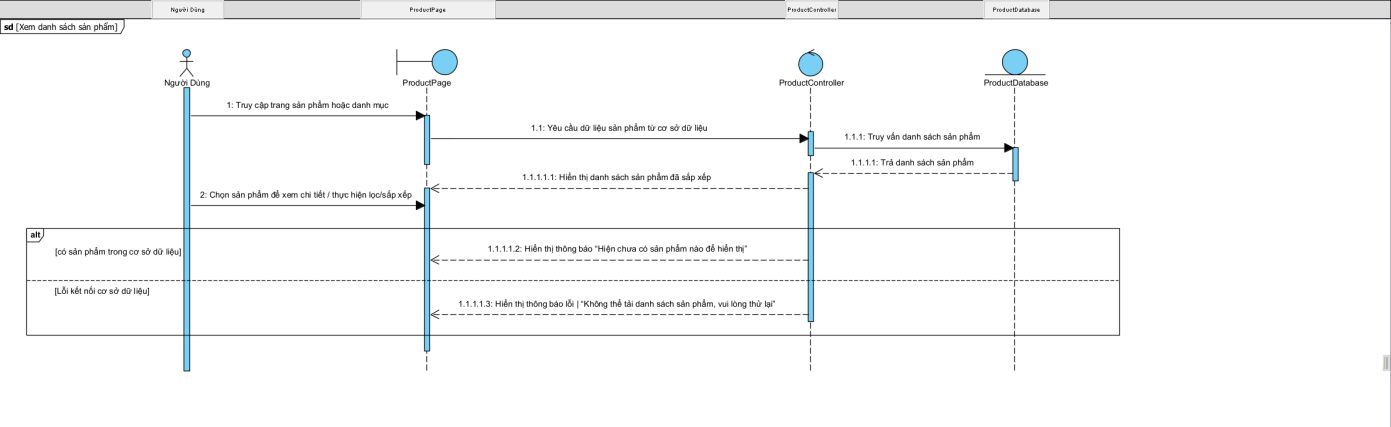 Người Dùng
ProductPage
ProductController
ProductDatabase
sd [Xem danh sách sản phẩm]
Người Dùng
ProductPage
ProductController
ProductDatabase
1: Truy cập trang sản phẩm hoặc danh mục
1.1: Yêu cầu dữ liệu sản phẩm từ cơ sở dữ liệu
1.1.1: Truy vấn danh sách sản phẩm
1.1.1.1: Trả danh sách sản phẩm
1.1.1.1.1: Hiển thị danh sách sản phẩm đã sắp xếp
2: Chọn sản phẩm để xem chi tiết / thực hiện lọc/sắp xếp
alt
[có sản phẩm trong cơ sở dữ liệu]
1.1.1.1.2: Hiển thị thông báo "Hiện chưa có sản phẩm nào để hiển thị"
[Lỗi kết nối cơ sở dữ liệu]
1.1.1.1.3: Hiển thị thông báo lỗi | "Không thể tải danh sách sản phẩm, vui lòng thử lại"